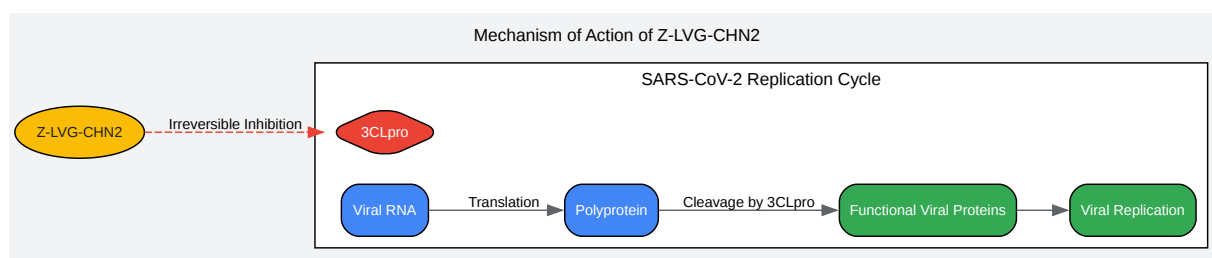 Mechanism of Action of Z-LVG-CHN2
SARS-CoV-2 Replication Cycle
Z-LVG-CHN2
Irreversible Inhibition
3CLpro
Viral RNA
Translation
Polyprotein
Cleavage by 3CLpro
Functional Viral Proteins
Viral Replication